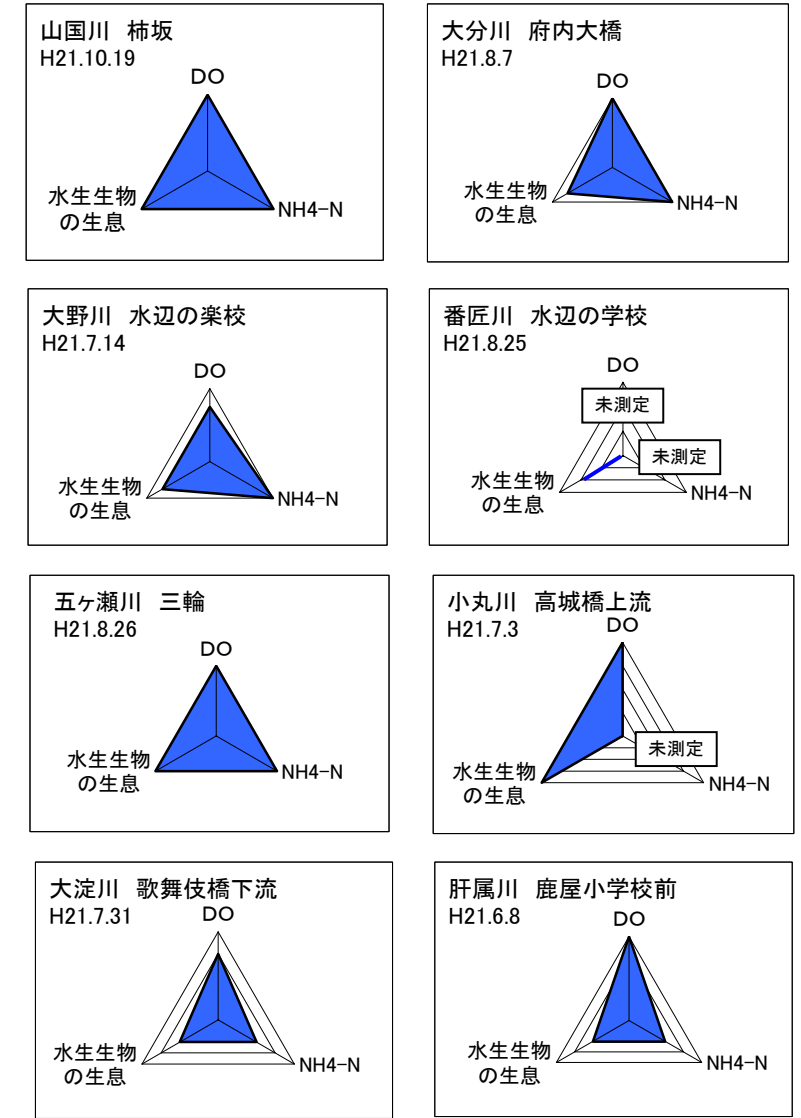 山国川 柿坂
H21.10.19
DO
水生生物
の生息
NH4-N
大分川 府内大橋
H21.8.7
DO
水生生物
の生息
NH4-N
大野川 水辺の楽校
H21.7.14
DO
水生生物
の生息
NH4-N
番匠川 水辺の学校
H21.8.25
DO
未測定
未測定
水生生物
の生息
NH4-N
五ヶ瀬川 三輪
H21.8.26
DO
水生生物
の生息
NH4-N
小丸川 高城橋上流
H21.7.3
DO
未測定
水生生物
の生息
NH4-N
大淀川 歌舞伎橋下流
H21.7.31
DO
水生生物
の生息
NH4-N
肝属川 鹿屋小学校前
H21.6.8
DO
水生生物
の生息
NH4-N